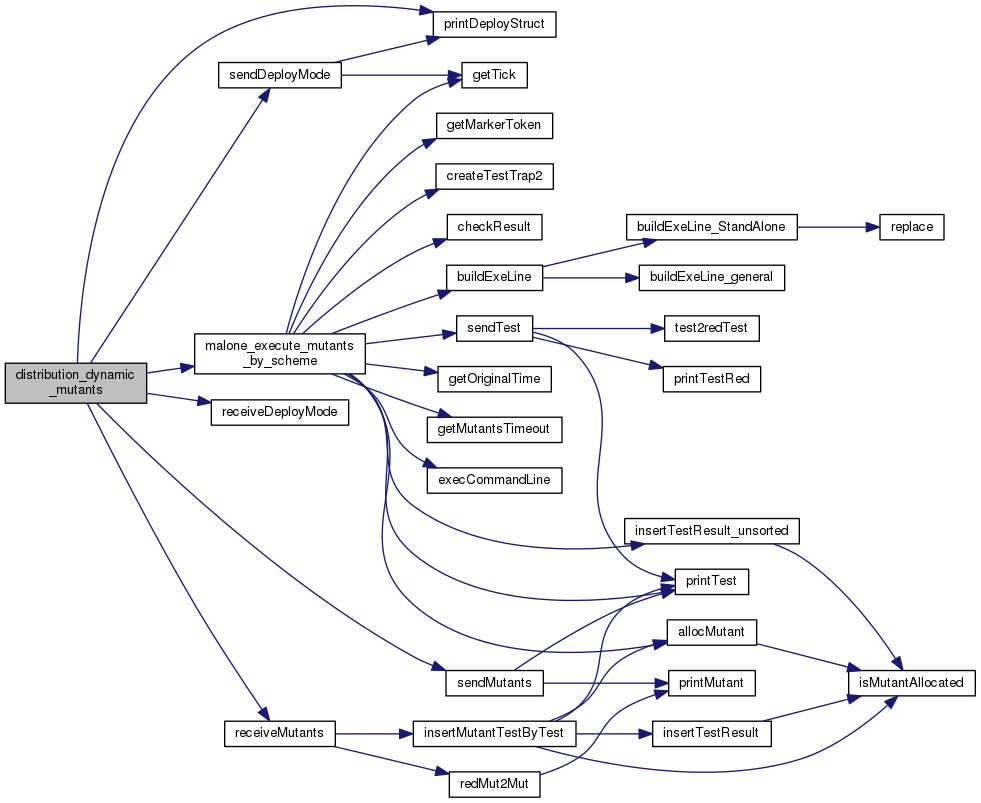 printDeployStruct
sendDeployMode
getTick
getMarkerToken
createTestTrap2
checkResult
buildExeLine_StandAlone
replace
buildExeLine
buildExeLine_general
sendTest
test2redTest
malone_execute_mutants
_by_scheme
distribution_dynamic
_mutants
getOriginalTime
printTestRed
receiveDeployMode
getMutantsTimeout
execCommandLine
insertTestResult_unsorted
printTest
allocMutant
sendMutants
printMutant
isMutantAllocated
receiveMutants
insertMutantTestByTest
insertTestResult
redMut2Mut